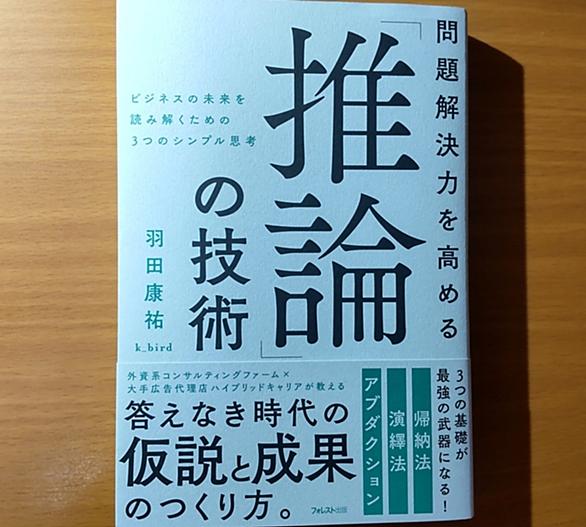 問題解決力を高める
「推論」
の技術
ビジネスの未来を
読み解くための
3つのシンプル思考
羽田康祐
k_bird
3つの基礎が
最強の武器になる!
帰納法
演繹法
アブダクション
外資系コンサルティングファーム×
大手広告代理店 ハイブリッドキャリアが教える
答えなき時代の
仮説と成果
のつくり方。
フォレスト出版